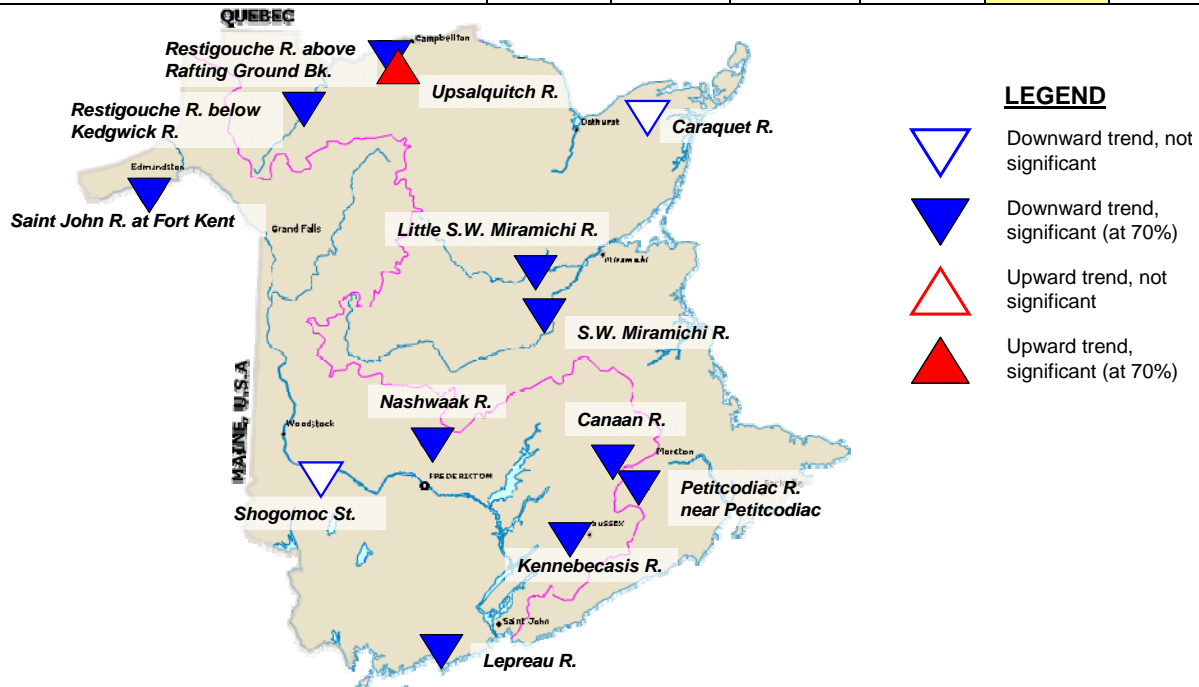 QUEBEC
Restigouche R. above
Rafting Ground Bk.
Campbellton
Upsalquitch R.
Restigouche R. below
Kedgwick R.
Bathurst
Caraquet R.
Edmundston
Saint John R. at Fort Kent
Grand Falls
Little S.W. Miramichi R.
Miramichi
S.W. Miramichi R.
MAINE, U.S.A
Nashwaak R.
Canaan R.
Woodstock
Moncton
FREDERICTON
Petitcodiac R.
near Petitcodiac
Sackville
Shogomoc St.
SUSSEX
Kennebecasis R.
Saint John
Lepreau R.
LEGEND
Downward trend, not
significant
Downward trend,
significant (at 70%)
Upward trend, not
significant
Upward trend,
significant (at 70%)